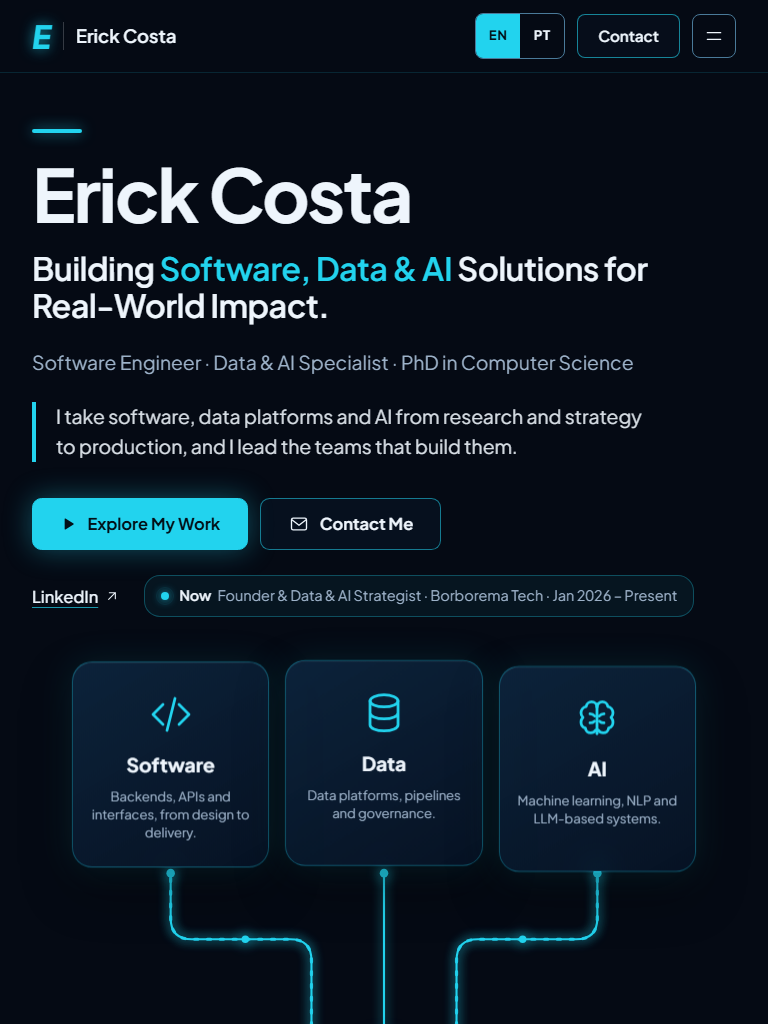 E
Erick Costa
EN
PT
Contact
Erick Costa
Building Software, Data & AI Solutions for
Real-World Impact.
Software Engineer · Data & AI Specialist · PhD in Computer Science
I take software, data platforms and AI from research and strategy
to production, and I lead the teams that build them.
Explore My Work
Contact Me
LinkedIn ↗
Now Founder & Data & AI Strategist · Borborema Tech · Jan 2026 – Present
Software
Backends, APIs and
interfaces, from design to
delivery.
Data
Data platforms, pipelines
and governance.
AI
Machine learning, NLP and
LLM-based systems.